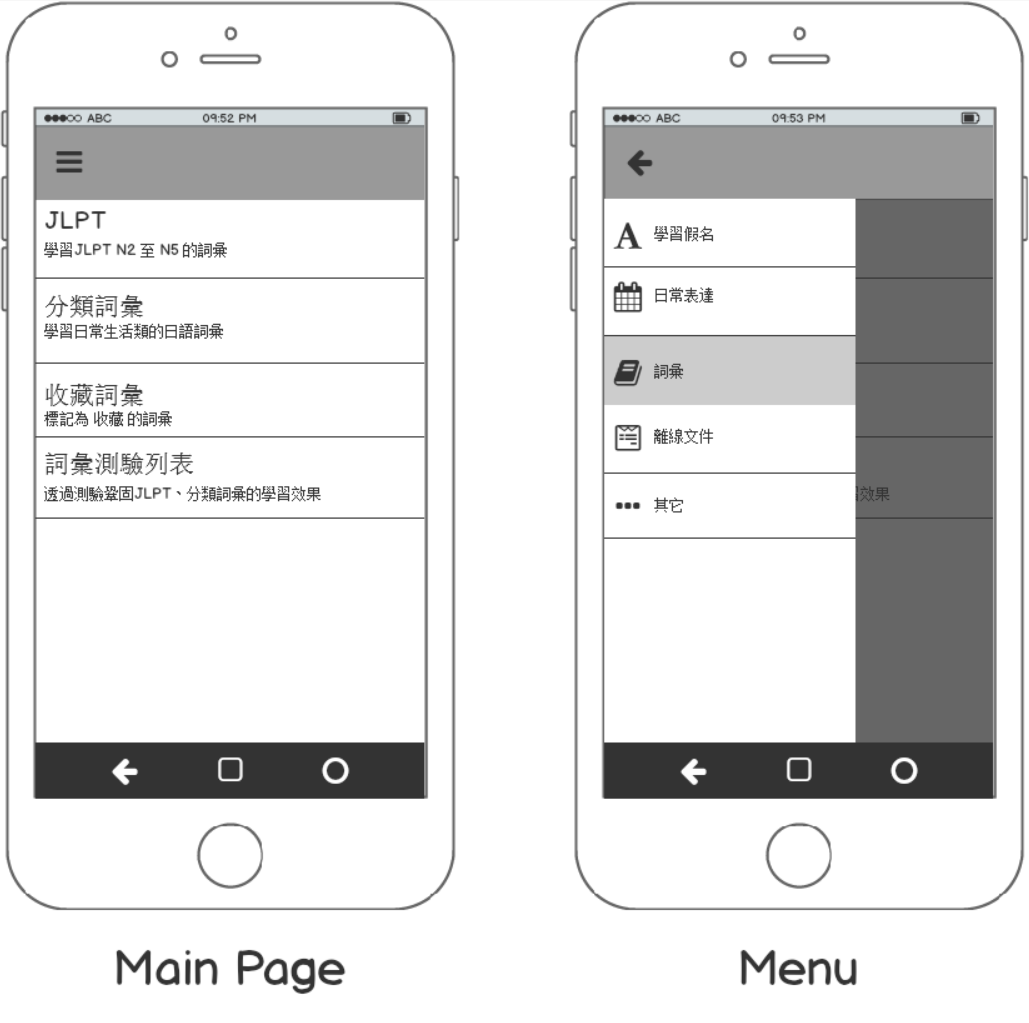 ABC 09:52 PM
JLPT
學習JLPT N2 至 N5 的詞彙
分類詞彙
學習日常生活類的日語詞彙
收藏詞彙
標記為 收藏 的詞彙
詞彙測驗列表
透過測驗鞏固JLPT、分類詞彙的學習效果
Main Page
ABC 09:53 PM
A 學習假名
日常表達
詞彙
離線文件
習效果
其它
Menu